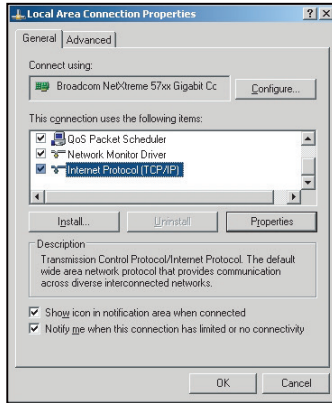 Local Area Connection Properties
General Advanced
Connect using:
Broadcom NetXtreme 57xx Gigabit Cc
Configure...
This connection uses the following items:
QoS Packet Scheduler
Network Monitor Driver
Internet Protocol (TCP/IP)
Install... Uninstall Properties
Description
Transmission Control Protocol/Internet Protocol. The default
wide area network protocol that provides communication
across diverse interconnected networks.
Show icon in notification area when connected
Notify me when this connection has limited or no connectivity
OK Cancel